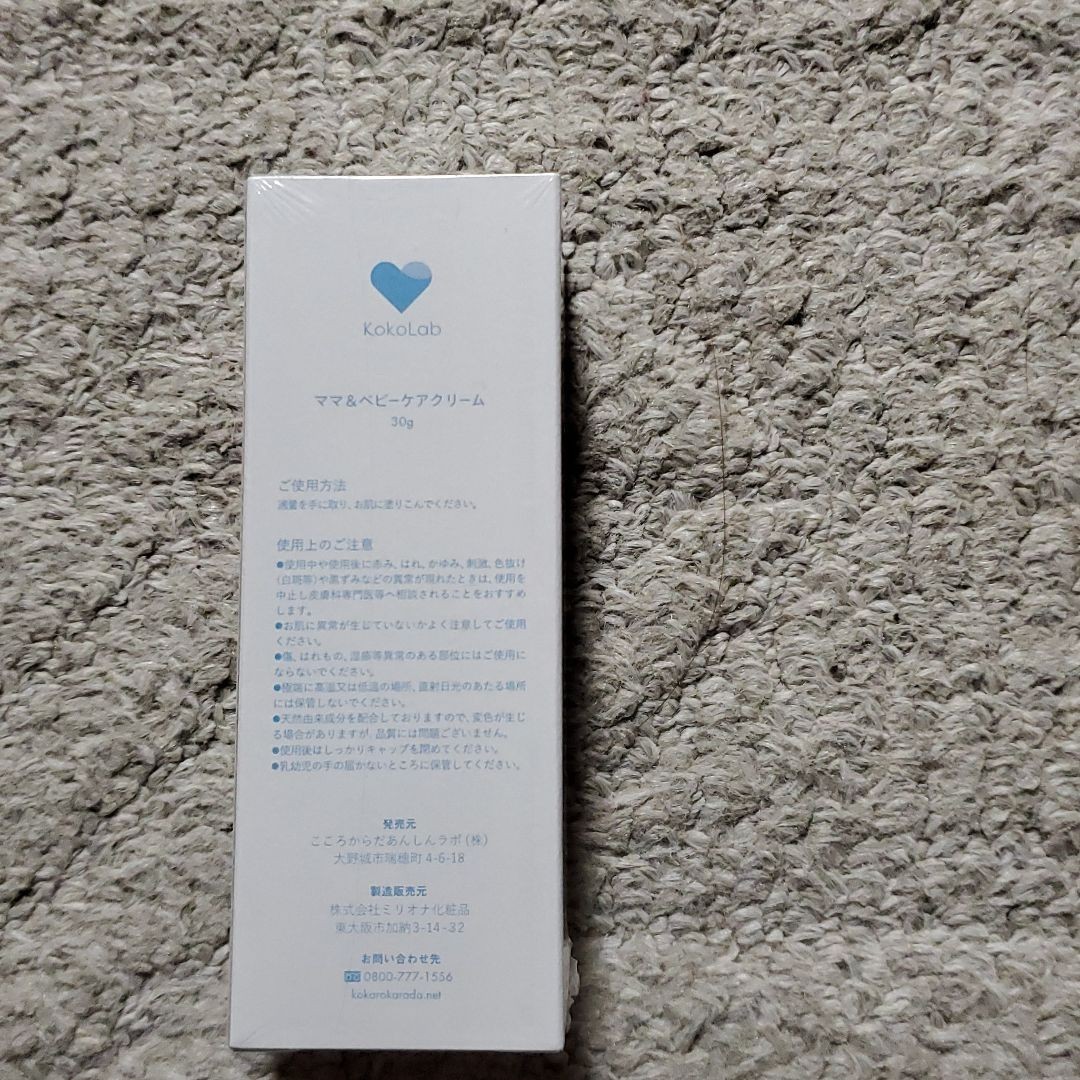 KokoLab
ママ&ベビーケアクリーム
30g
ご使用方法
適量を手に取り、お肌に塗りこんでください。
使用上のご注意
●使用中や使用後に赤み、はれ、かゆみ、刺激、色抜け
(白斑等)や黒ずみなどの異常が現れたときは、使用を
中止し皮膚科専門医等へ相談されることをおすすめ
します。
●お肌に異常が生じていないかよく注意してご使用
ください。
●傷、はれもの、湿疹等異常のある部位にはご使用に
ならないでください。
●極端に高温又は低温の場所、直射日光のあたる場所
には保管しないでください。
●天然由来成分を配合しておりますので、変色が生じ
る場合がありますが、品質には問題ございません。
●使用後はしっかりキャップを閉めてください。
●乳幼児の手の届かないところに保管してください。
発売元
こころからだあんしんラボ(株)
大野城市瑞穂町4-6-18
製造販売元
株式会社ミリオナ化粧品
東大阪市加納3-14-32
お問い合わせ先
0800-777-1556
kokorokarada.net